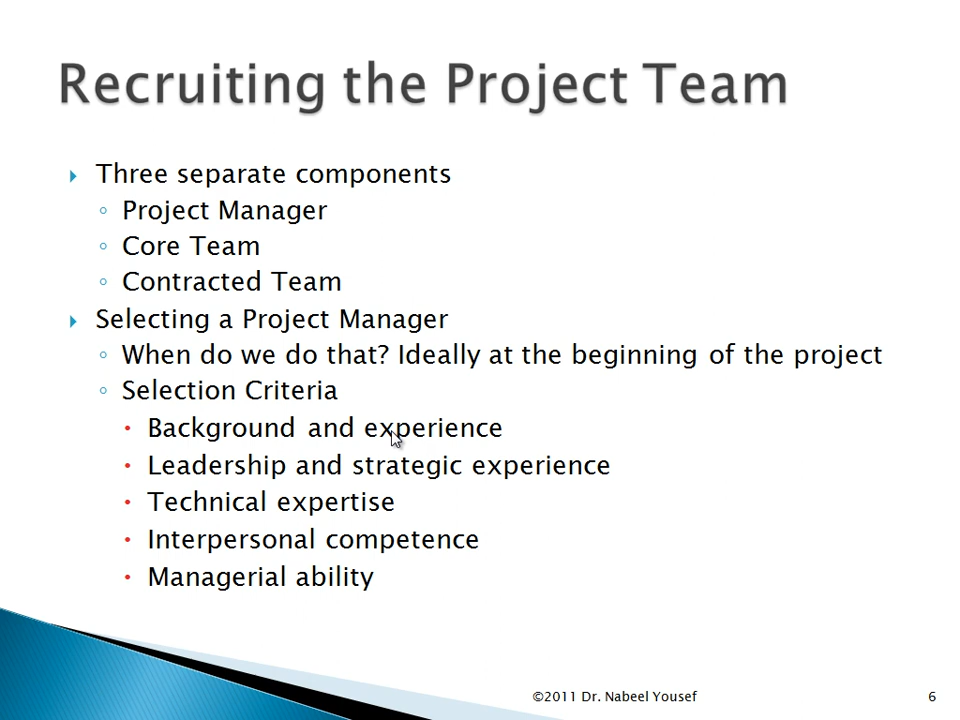 Recruiting the Project Team
Three separate components
Project Manager
Core Team
Contracted Team
Selecting a Project Manager
When do we do that? Ideally at the beginning of the project
Selection Criteria
Background and experience
Leadership and strategic experience
Technical expertise
Interpersonal competence
Managerial ability
©2011 Dr. Nabeel Yousef
6